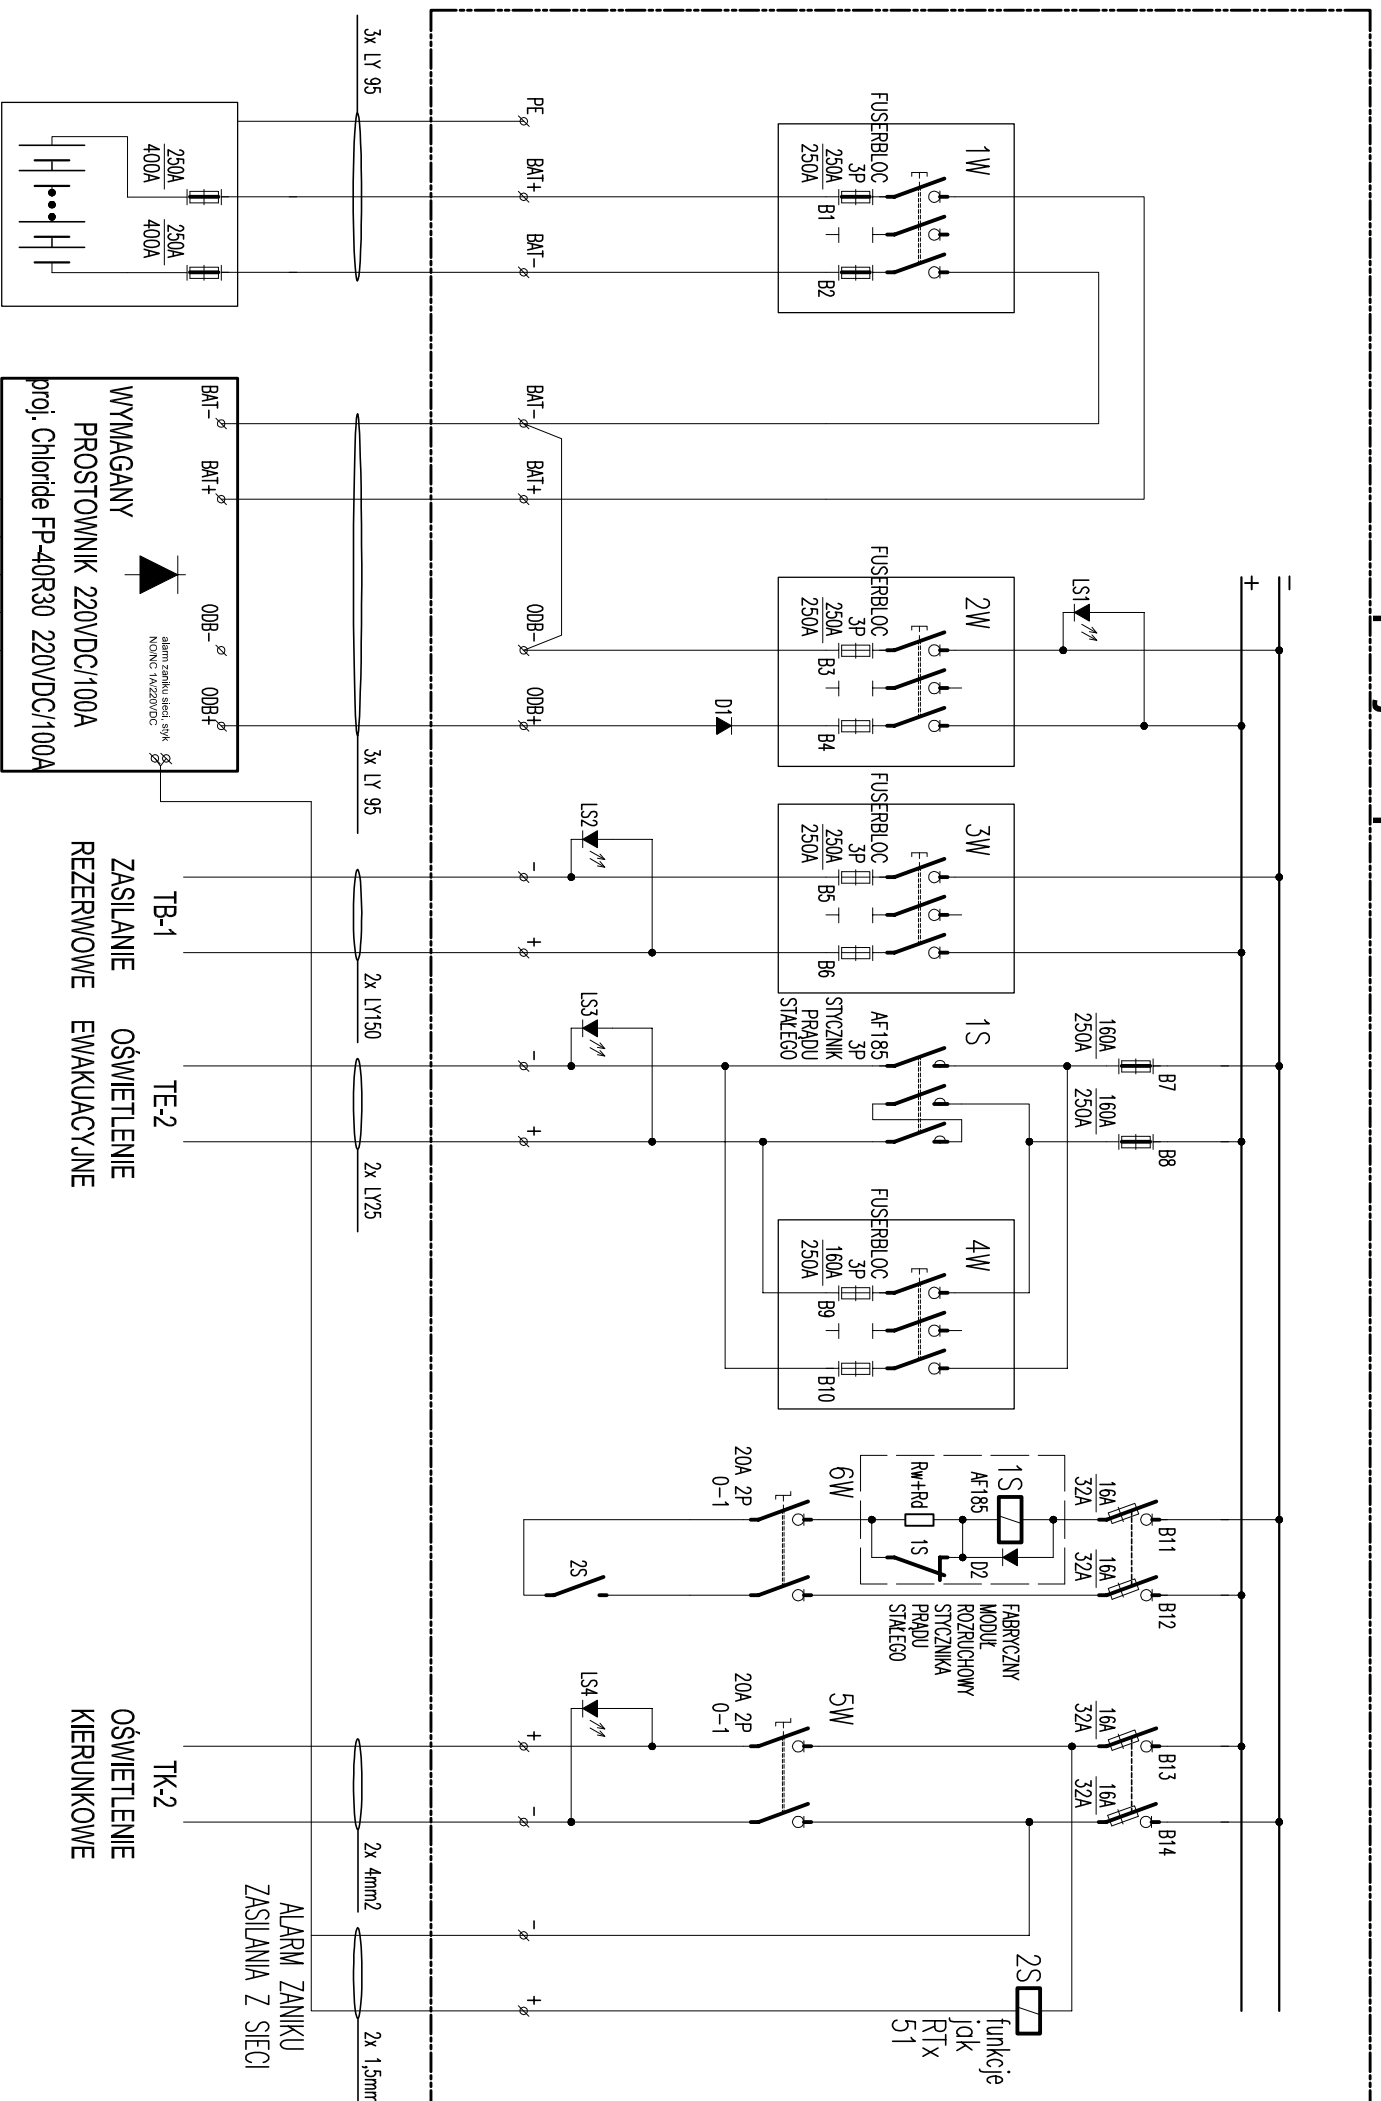 3x LY 95
PE
BAT+
BAT-
250A
400A
250A
400A
1W
FUSERBLOC
3P
250A
250A
B1
B2
BAT-
BAT+
ODB-
ODB+
BAT-
BAT+
ODB-
ODB+
WYMAGANY
PROSTOWNIK 220VDC/100A
proj. Chloride FP-40R30 220VDC/100A
alarm zaniku sieci, styk
NO/NC 1A/220VDC
3x LY 95
D1
2W
FUSERBLOC
3P
250A
250A
B3
B4
LS1
+
-
3W
FUSERBLOC
3P
250A
250A
B5
B6
LS2
-
+
TB-1
ZASILANIE
REZERWOWE
2x LY150
1S
AF185
3P
STYCZNIK
PRĄDU
STAŁEGO
160A
250A
B7
160A
250A
B8
LS3
-
+
TE-2
OŚWIETLENIE
EWAKUACYJNE
2x LY25
4W
FUSERBLOC
3P
160A
250A
B9
B10
16A
32A
B11
16A
32A
B12
1S
AF185
Rw+Rd
1S
D2
6W
20A 2P
0-1
2S
FABRYCZNY
MODUŁ
ROZRUCHOWY
STYCZNIKA
PRĄDU
STAŁEGO
16A
32A
B13
16A
32A
B14
5W
20A 2P
0-1
LS4
+
-
TK-2
OŚWIETLENIE
KIERUNKOWE
2x 4mm2
-
+
2S
funkcje
jak
RTx
51
ALARM ZANIKU
ZASILANIA Z SIECI
2x 1,5mm